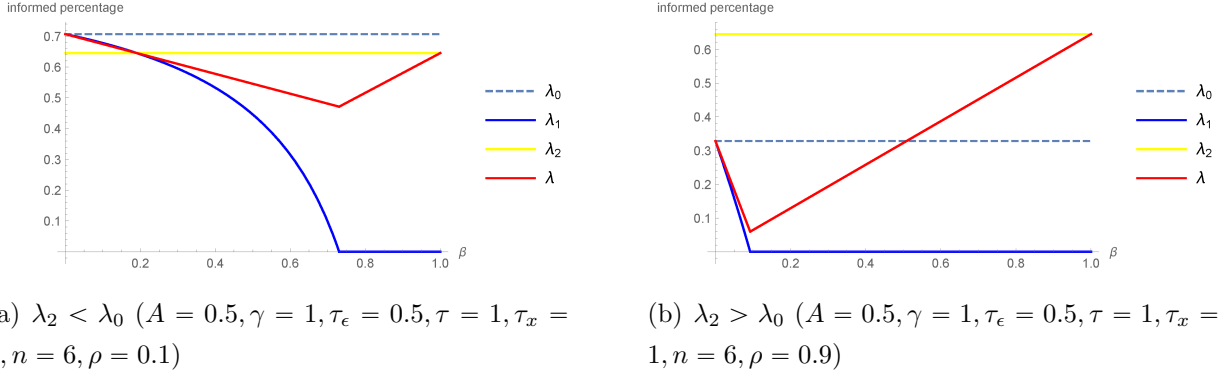 informed percentage
0.7
0.6
0.5
0.4
0.3
0.2
0.1
0.2 0.4 0.6 0.8 1.0 β
λ0
λ1
λ2
λ
a) λ2 < λ0 (A = 0.5, γ = 1, τϵ = 0.5, τ = 1, τx =
, n = 6, ρ = 0.1)
informed percentage
0.6
0.5
0.4
0.3
0.2
0.1
0.2 0.4 0.6 0.8 1.0 β
λ0
λ1
λ2
λ
(b) λ2 > λ0 (A = 0.5, γ = 1, τϵ = 0.5, τ = 1, τx =
1, n = 6, ρ = 0.9)